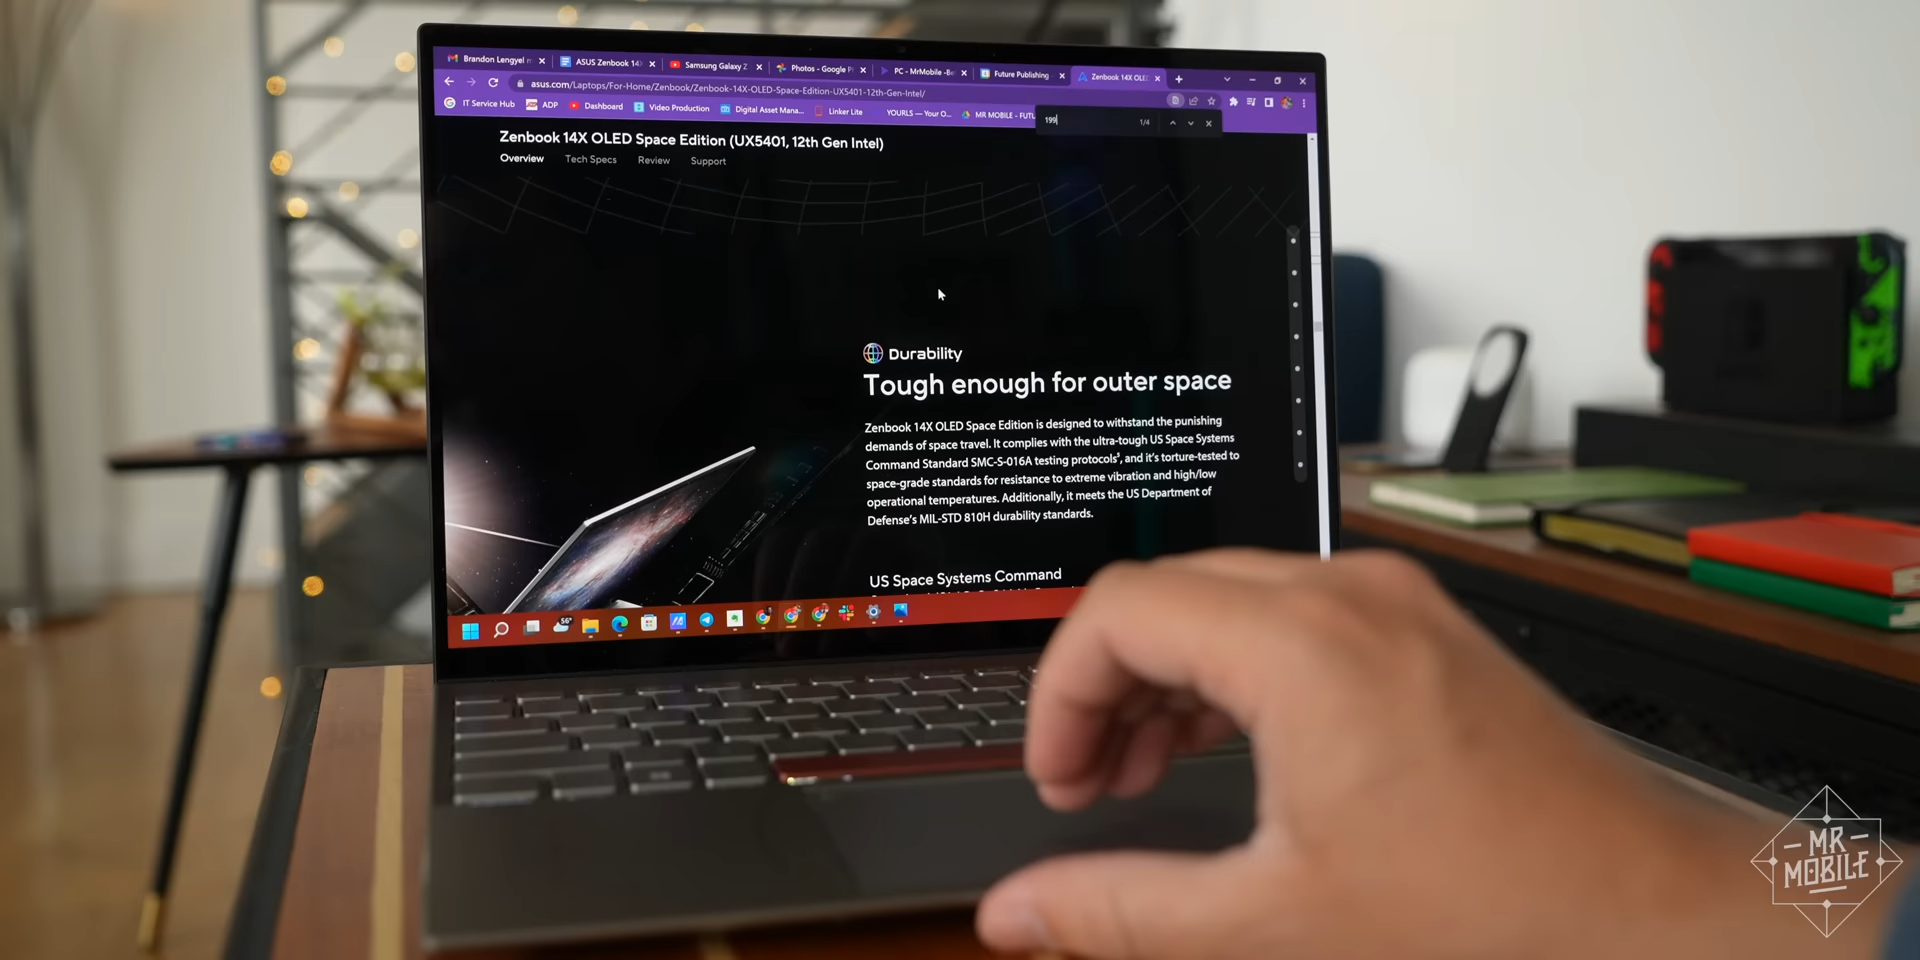 Brandon Lengyel
ASUS Zenbook 14X
Samsung Galaxy Z
Photos - Google P
PC - MrMobile -Be
Future Publishing
Zenbook 14X OLE
asus.com/Laptops/For-Home/Zenbook/Zenbook-14X-OLED-Space-Edition-UX5401-12th-Gen-Intel/
IT Service Hub
ADP
Dashboard
Video Production
Digital Asset Mana...
Linker Lite
YOURLS — Your O...
MR MOBILE - FUTU
199
1/4
Zenbook 14X OLED Space Edition (UX5401, 12th Gen Intel)
Overview Tech Specs Review Support
Durability
Tough enough for outer space
Zenbook 14X OLED Space Edition is designed to withstand the punishing
demands of space travel. It complies with the ultra-tough US Space Systems
Command Standard SMC-S-016A testing protocols³, and it's torture-tested to
space-grade standards for resistance to extreme vibration and high/low
operational temperatures. Additionally, it meets the US Department of
Defense's MIL-STD 810H durability standards.
US Space Systems Command
56°
MR
MOBILE